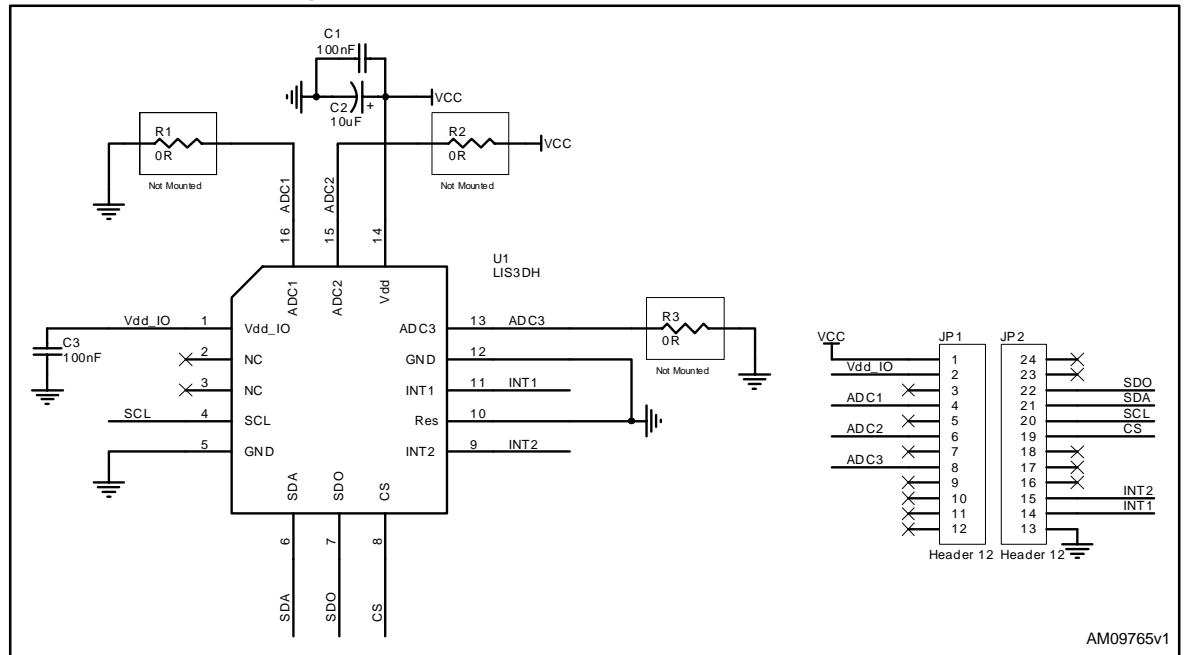 C1
100nF
C2
10uF
+
VCC
R1
0R
Not Mounted
R2
0R
Not Mounted
VCC
ADC1
ADC2
16
15
14
U1
LIS3DH
ADC1
ADC2
Vdd
Vdd_IO
1
Vdd_IO
C3
100nF
2
NC
3
NC
SCL
4
SCL
5
GND
ADC3
13
ADC3
R3
0R
Not Mounted
GND
12
INT1
11
INT1
Res
10
INT2
9
INT2
SDA
SDO
CS
6
7
8
SDA
SDO
CS
VCC
JP1
1
Vdd_IO
2
3
ADC1
4
5
ADC2
6
7
ADC3
8
9
10
11
12
Header 12
JP2
24
23
22
SDO
21
SDA
20
SCL
19
CS
18
17
16
15
INT2
14
INT1
13
Header 12
AM09765v1